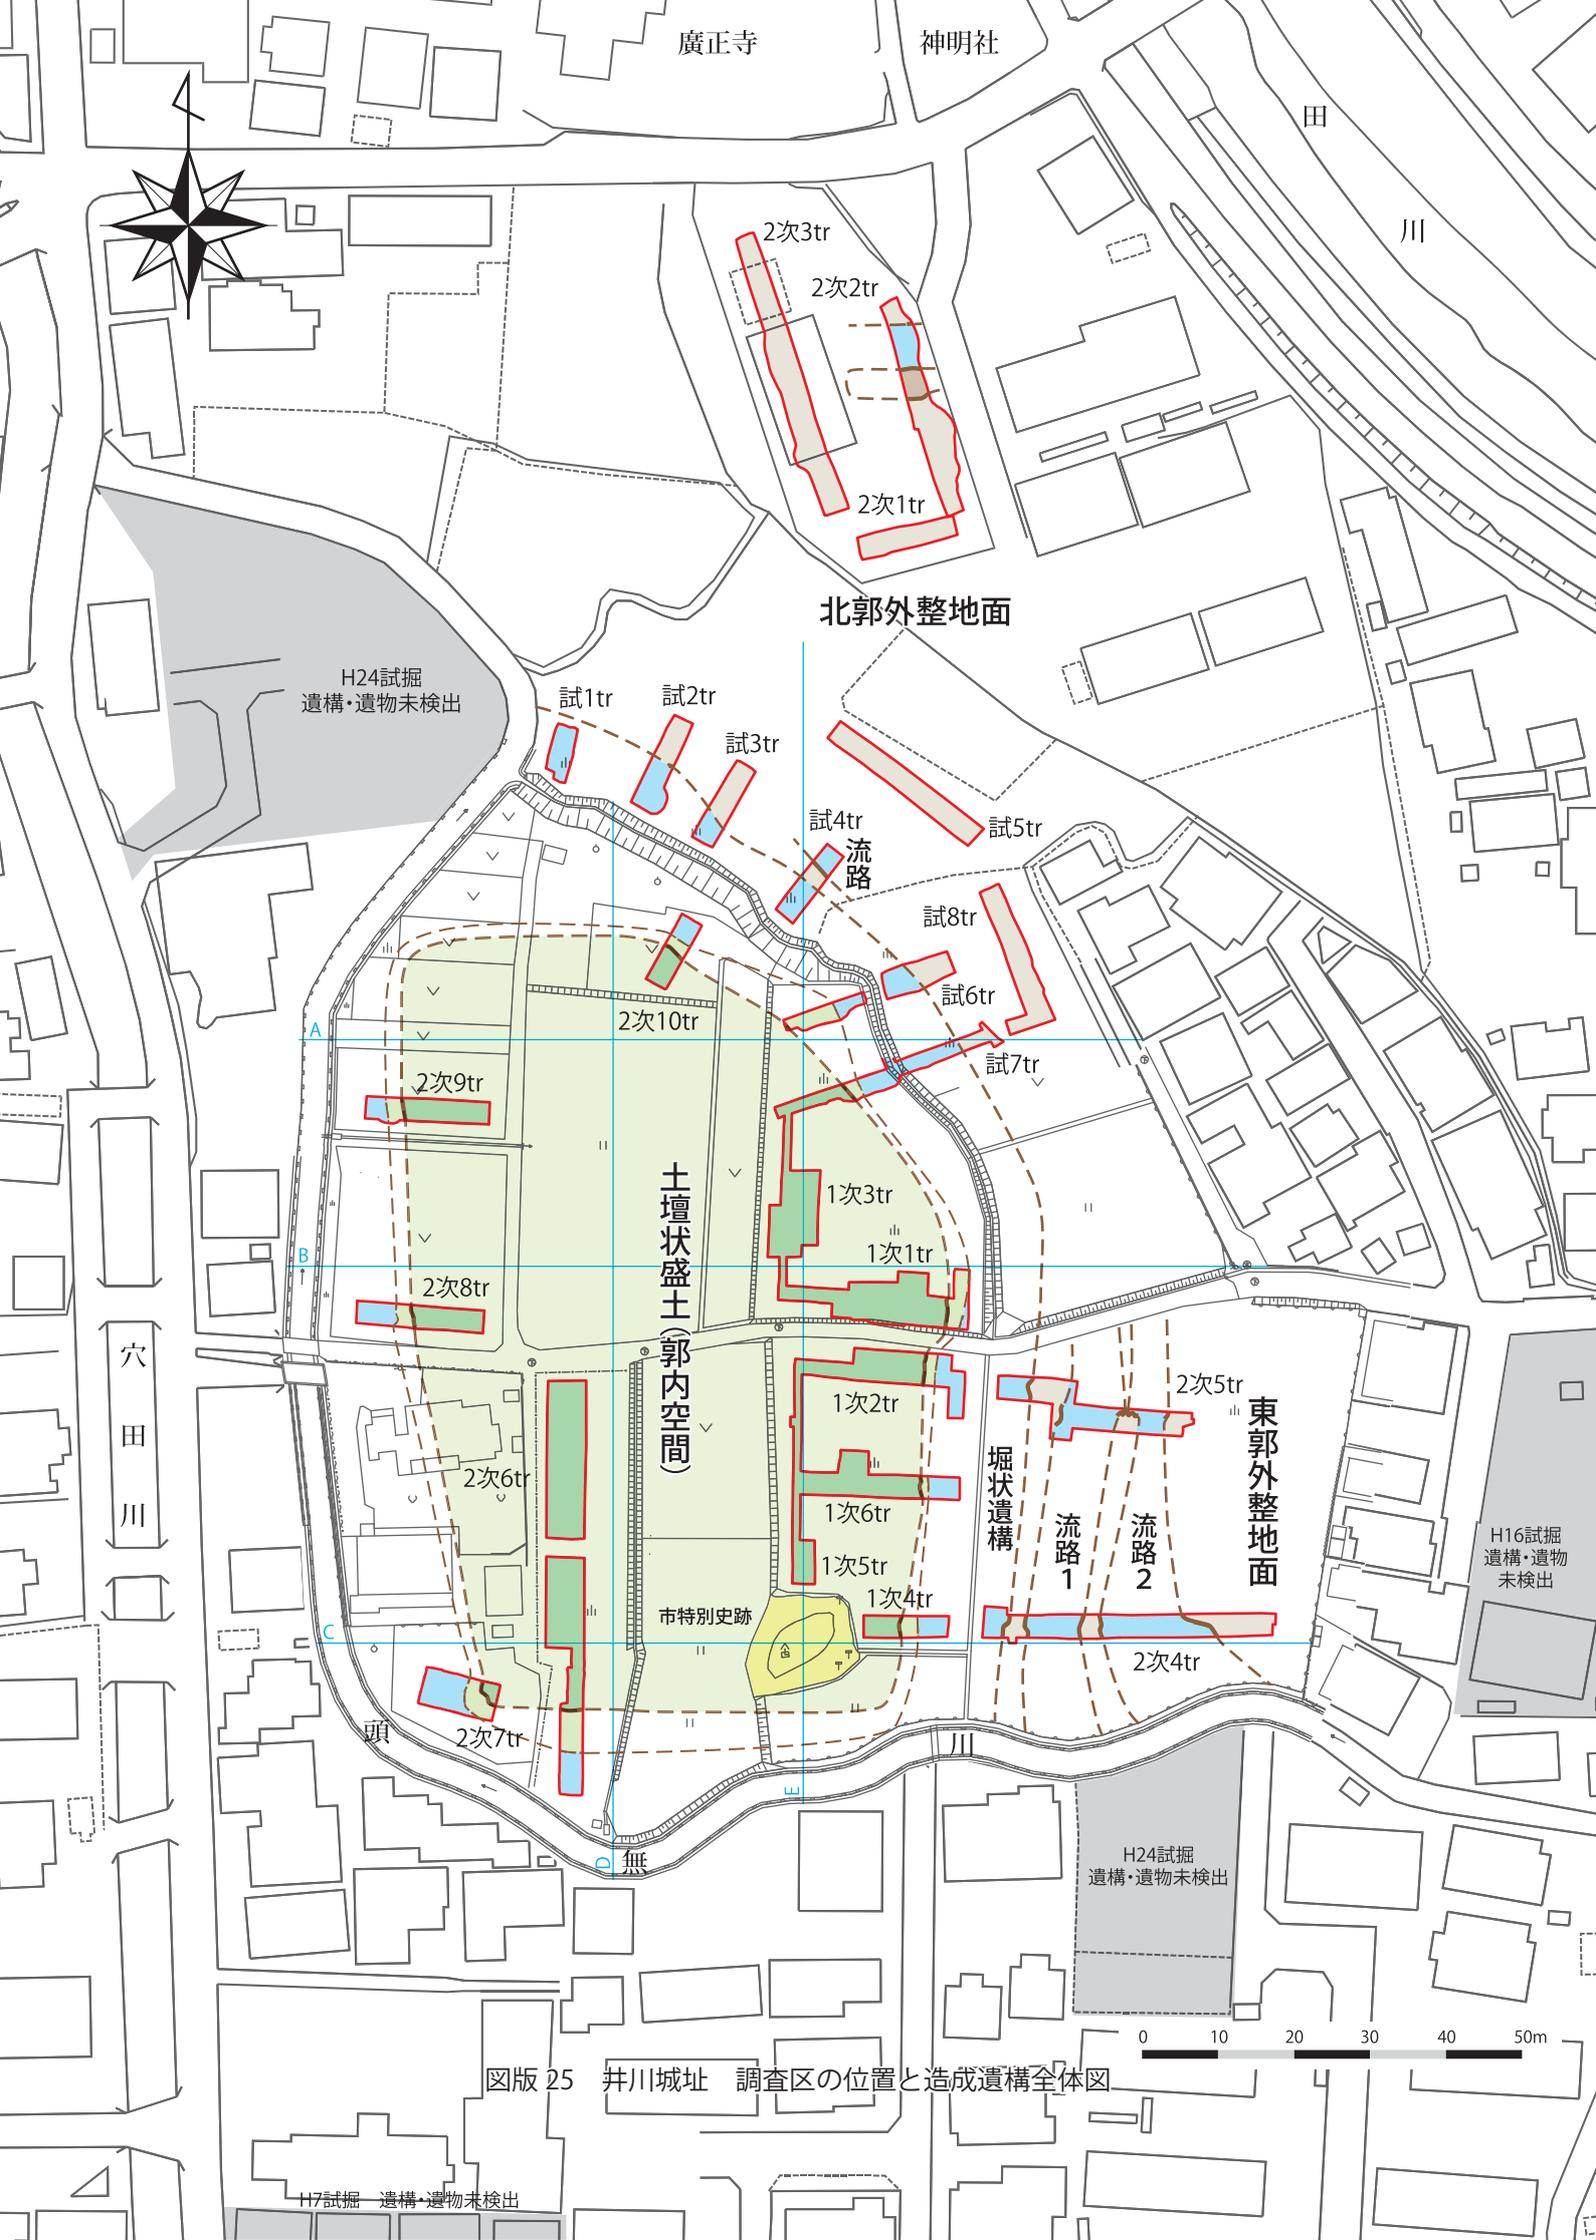 廣正寺
神明社
田
川
2次3tr
2次2tr
2次1tr
北郭外整地面
H24試掘
遺構・遺物未検出
試1tr
試2tr
試3tr
試4tr
流路
試5tr
試8tr
試6tr
試7tr
2次10tr
A
2次9tr
土壇状盛土(郭内空間)
1次3tr
1次1tr
B
2次8tr
穴田川
1次2tr
2次5tr
東郭外整地面
堀状遺構
2次6tr
1次6tr
流路1
流路2
H16試掘
遺構・遺物
未検出
1次5tr
1次4tr
市特別史跡
C
2次4tr
2次7tr
頭
川
E
D
無
H24試掘
遺構・遺物未検出
0 10 20 30 40 50m
図版 25 井川城址 調査区の位置と造成遺構全体図
H7試掘 遺構・遺物未検出